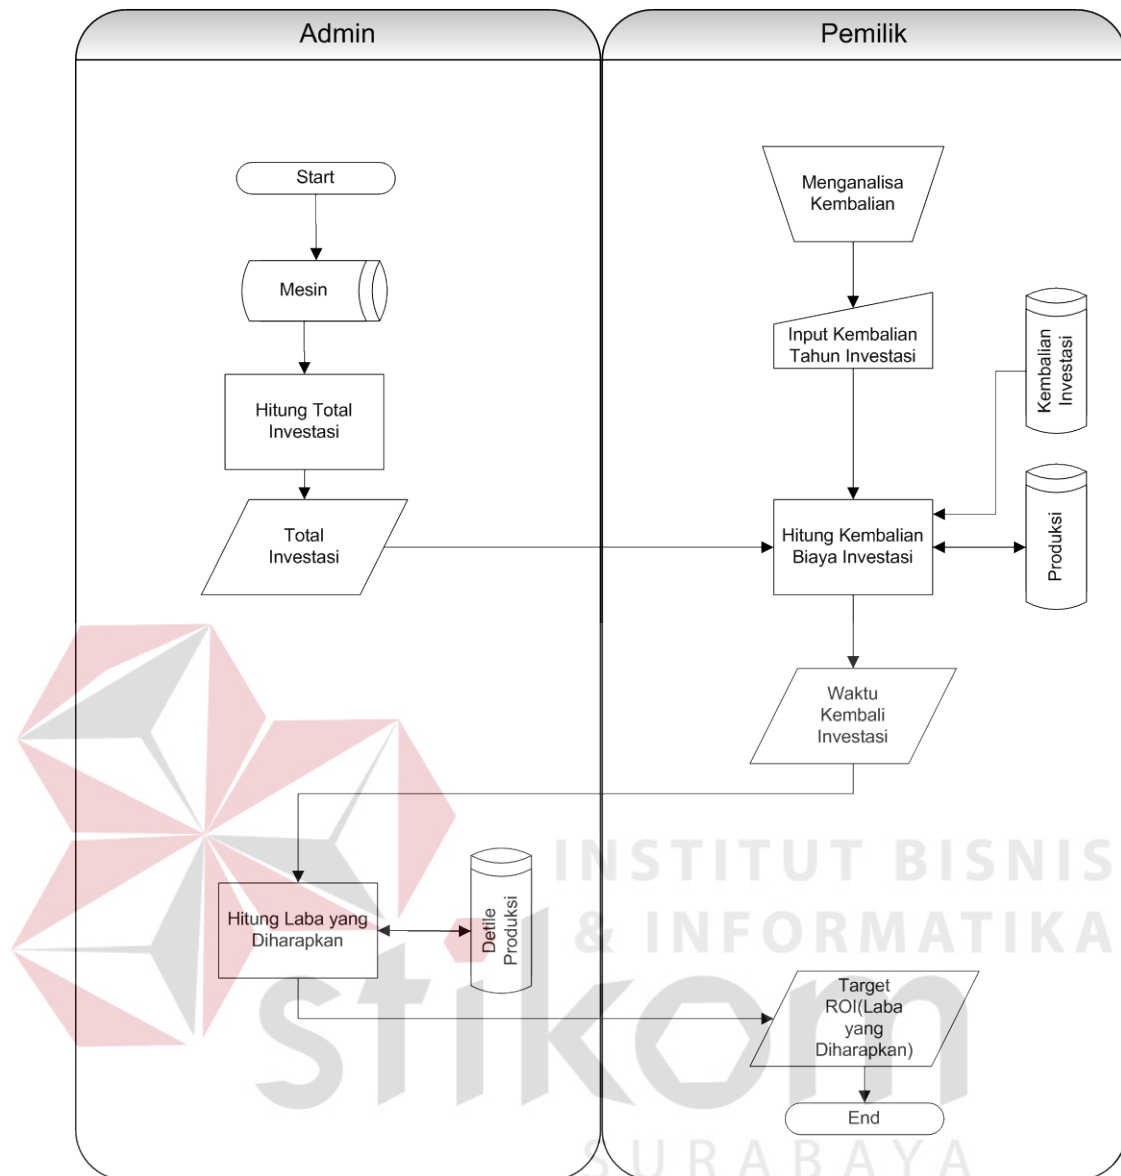 Admin
Pemilik
Start
Mesin
Hitung Total
Investasi
Total
Investasi
Menganalisa
Kembalian
Input Kembalian
Tahun Investasi
Kembalian
Investasi
Hitung Kembalian
Biaya Investasi
Produksi
Waktu
Kembali
Investasi
Hitung Laba yang
Diharapkan
Detile
Produksi
Target
ROI(Laba
yang
Diharapkan)
End
INSTITUT BISNIS
& INFORMATIKA
stikom
SURABAYA